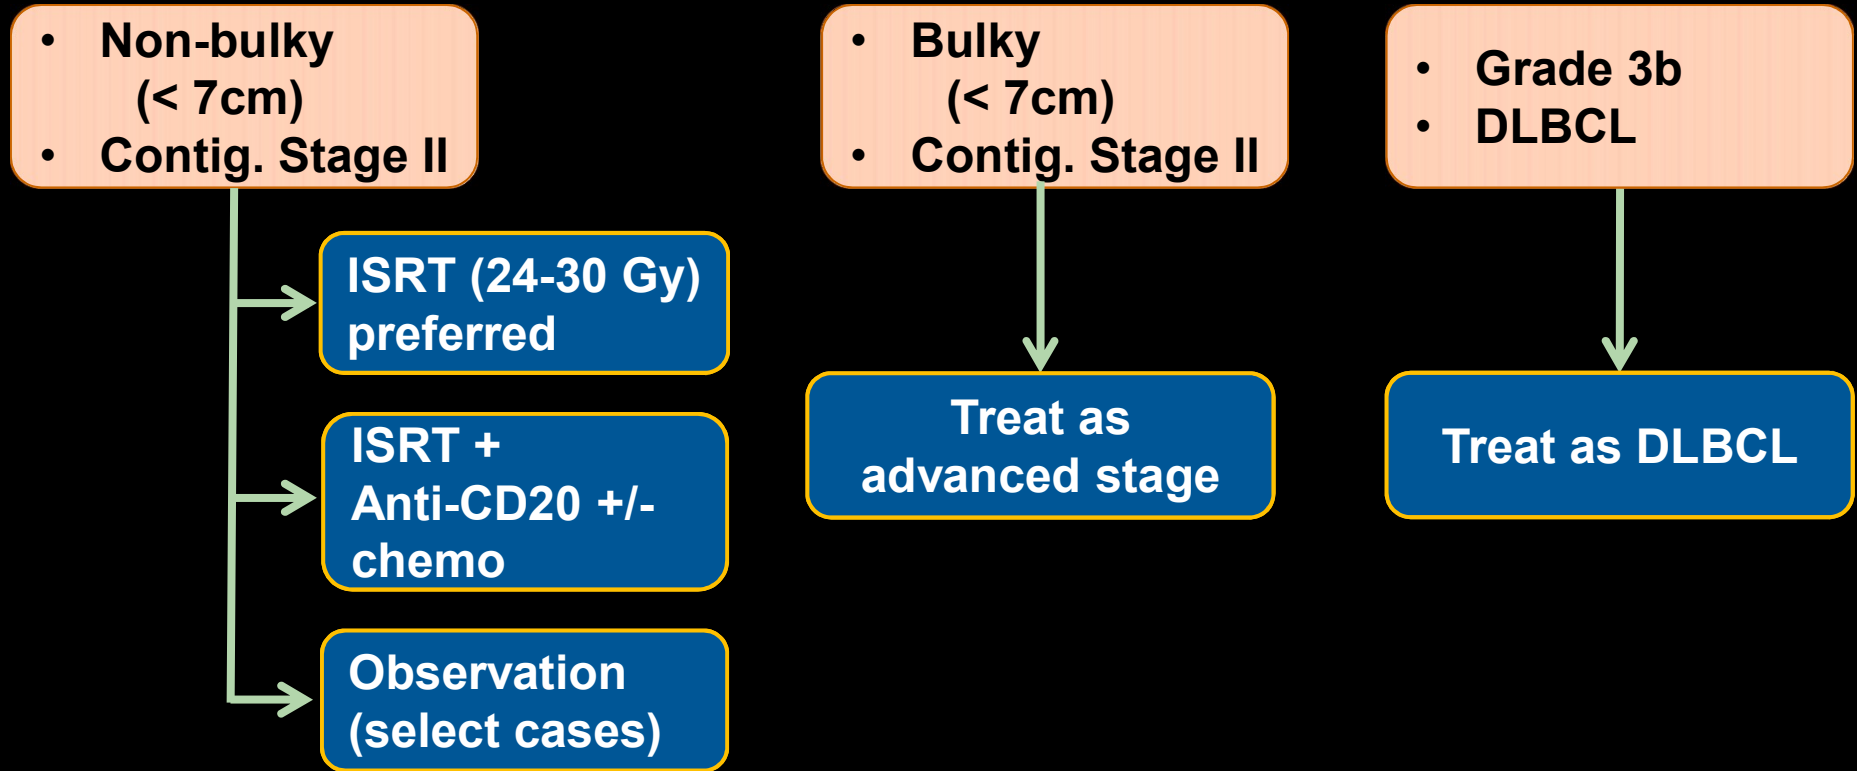 • Non-bulky
(< 7cm)
• Contig. Stage II
ISRT (24-30 Gy)
preferred
ISRT +
Anti-CD20 +/-
chemo
Observation
(select cases)
• Bulky
(< 7cm)
• Contig. Stage II
Treat as
advanced stage
• Grade 3b
• DLBCL
Treat as DLBCL